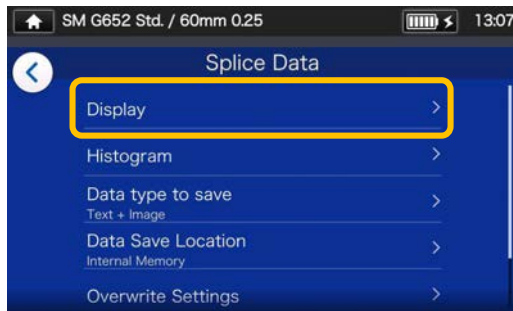 SM G652 Std. / 60mm 0.25
13:07
Splice Data
Display
Histogram
Data type to save
Text + Image
Data Save Location
Internal Memory
Overwrite Settings